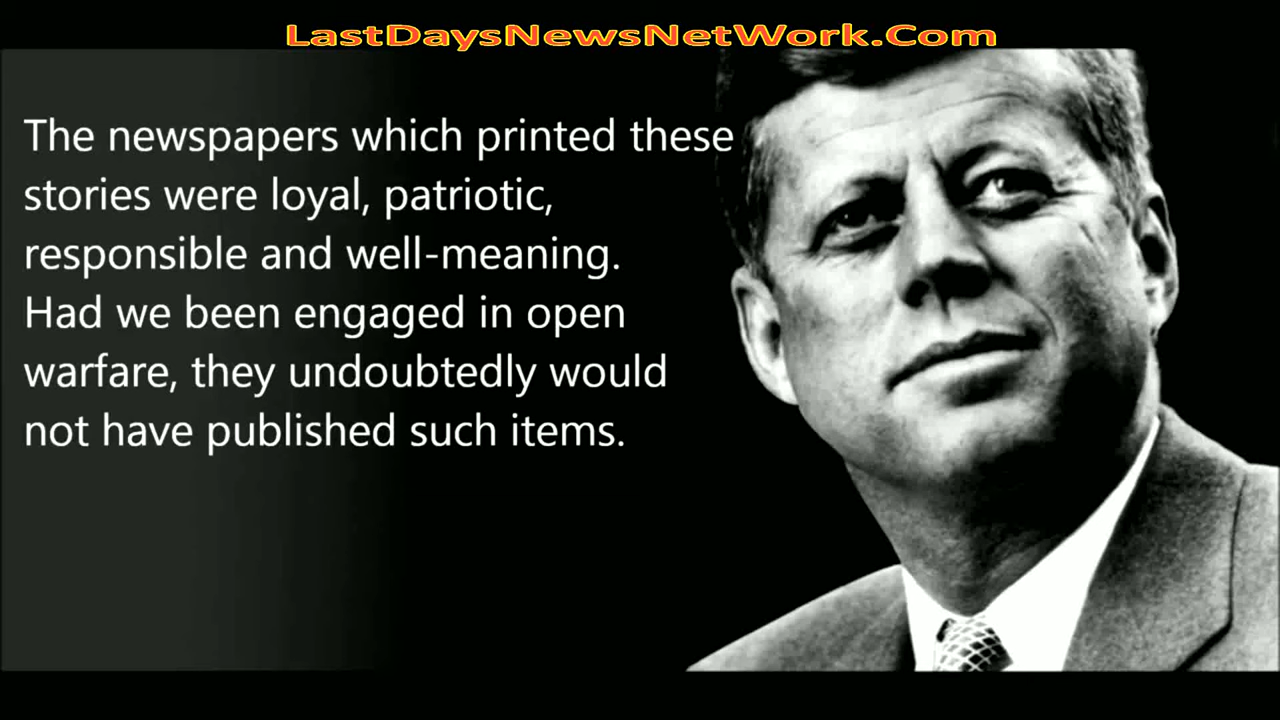 LastDaysNewsNetWork.Com
The newspapers which printed these
stories were loyal, patriotic,
responsible and well-meaning.
Had we been engaged in open
warfare, they undoubtedly would
not have published such items.